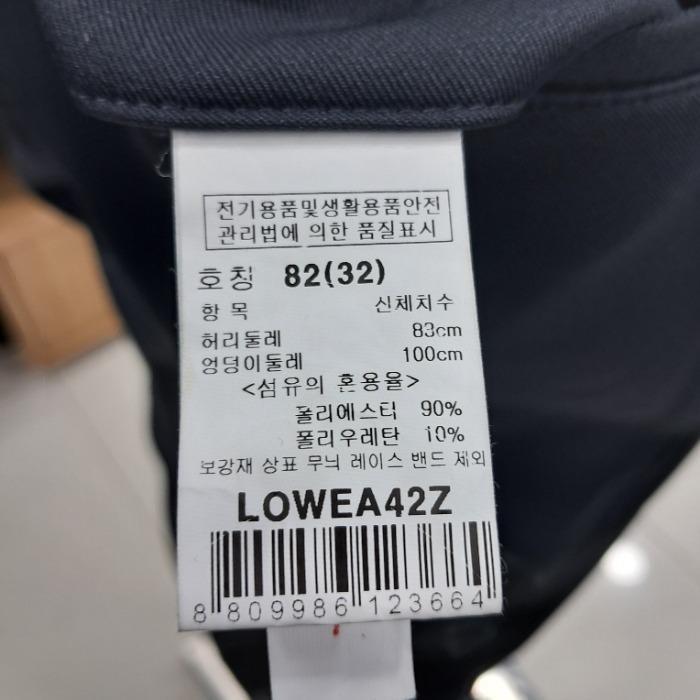 전기용품및생활용품안전
관리법에 의한 품질표시
호칭 82(32)
항 목 신체치수
허리둘레 83cm
엉덩이둘레 100cm
<섬유의 혼용율>
폴리에스터 90%
폴리우레탄 10%
보강재 상표 무늬 레이스 밴드 제외
LOWEA42Z
8 809986 123664